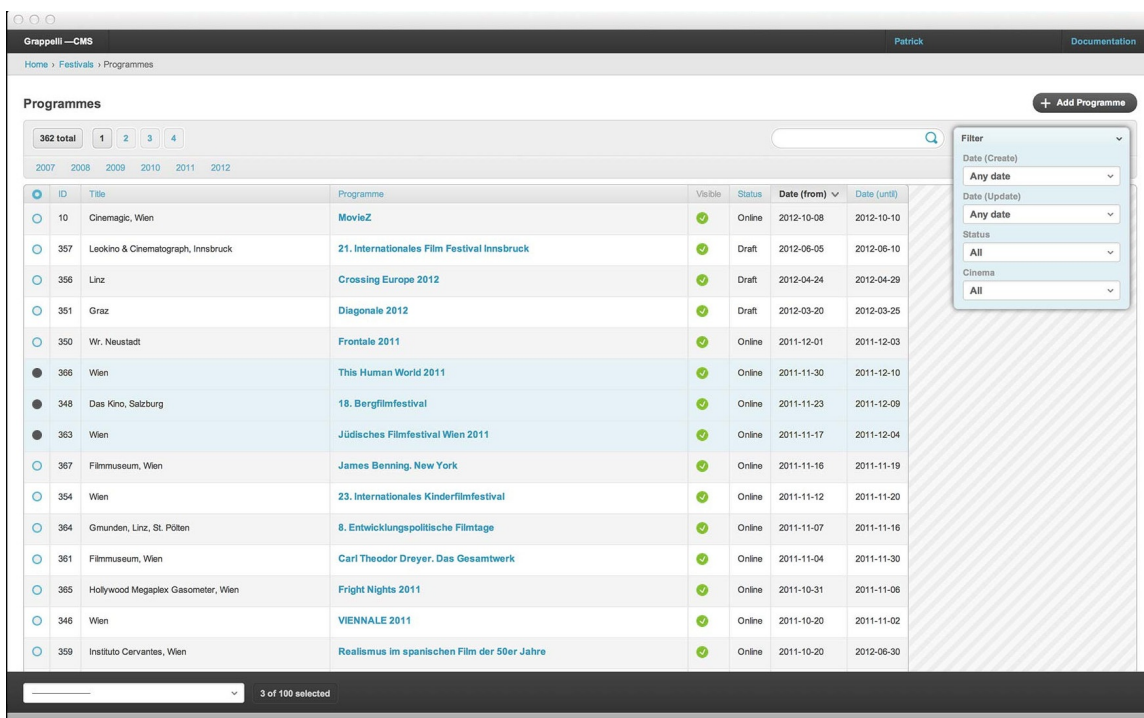 Grappelli —CMS Patrick Documentation
Home › Festivals › Programmes
Programmes
+ Add Programme
362 total 1 2 3 4
2007 2008 2009 2010 2011 2012
Filter
Date (Create)
Any date
Date (Update)
Any date
Status
All
Cinema
All
ID Title Programme Visible Status Date (from) Date (until)
10 Cinemagic, Wien MovieZ Online 2012-10-08 2012-10-10
357 Leokino & Cinematograph, Innsbruck 21. Internationales Film Festival Innsbruck Draft 2012-06-05 2012-06-10
356 Linz Crossing Europe 2012 Draft 2012-04-24 2012-04-29
351 Graz Diagonale 2012 Draft 2012-03-20 2012-03-25
350 Wr. Neustadt Frontale 2011 Online 2011-12-01 2011-12-03
366 Wien This Human World 2011 Online 2011-11-30 2011-12-10
348 Das Kino, Salzburg 18. Bergfilmfestival Online 2011-11-23 2011-12-09
363 Wien Jüdisches Filmfestival Wien 2011 Online 2011-11-17 2011-12-04
367 Filmmuseum, Wien James Benning. New York Online 2011-11-16 2011-11-19
354 Wien 23. Internationales Kinderfilmfestival Online 2011-11-12 2011-11-20
364 Gmunden, Linz, St. Pölten 8. Entwicklungspolitische Filmtage Online 2011-11-07 2011-11-16
361 Filmmuseum, Wien Carl Theodor Dreyer. Das Gesamtwerk Online 2011-11-04 2011-11-30
365 Hollywood Megaplex Gasometer, Wien Fright Nights 2011 Online 2011-10-31 2011-11-06
346 Wien VIENNALE 2011 Online 2011-10-20 2011-11-02
359 Instituto Cervantes, Wien Realismus im spanischen Film der 50er Jahre Online 2011-10-20 2012-06-30
3 of 100 selected